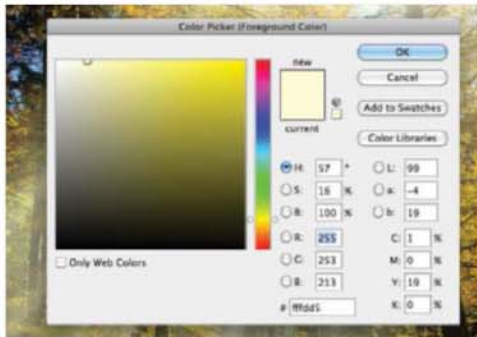 Color Picker (Foreground Color)
new
current
OK
Cancel
Add to Swatches
Color Libraries
H: 57 °
S: 16 %
B: 100 %
R: 255
G: 253
B: 213
# fffdd5
L: 99
a: -4
b: 19
C: 1 %
M: 0 %
Y: 19 %
K: 0 %
Only Web Colors